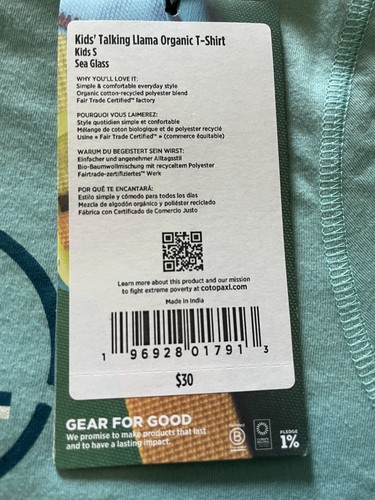 Kids' Talking Llama Organic T-Shirt
Kids S
Sea Glass
WHY YOU'LL LOVE IT:
Simple & comfortable everyday style
Organic cotton-recycled polyester blend
Fair Trade Certified™ factory
POURQUOI VOUS L'AIMEREZ:
Style quotidien simple et confortable
Mélange de coton biologique et de polyester recyclé
Usine « Fair Trade Certified™ » (commerce équitable)
WARUM DU BEGEISTERT SEIN WIRST:
Einfacher und angenehmer Alltagsstil
Bio-Baumwollmischung mit recyceltem Polyester
Fairtrade-zertifiziertes™ Werk
POR QUÉ TE ENCANTARÁ:
Estilo simple y cómodo para todos los días
Mezcla de algodón orgánico y poliéster reciclado
Fábrica con Certificado de Comercio Justo
Learn more about this product and our mission
to fight extreme poverty at cotopaxi.com
Made in India
1 96928 01791 3
$30
GEAR FOR GOOD
We promise to make products that last
and to have a lasting impact.
B
PLEDGE
1%